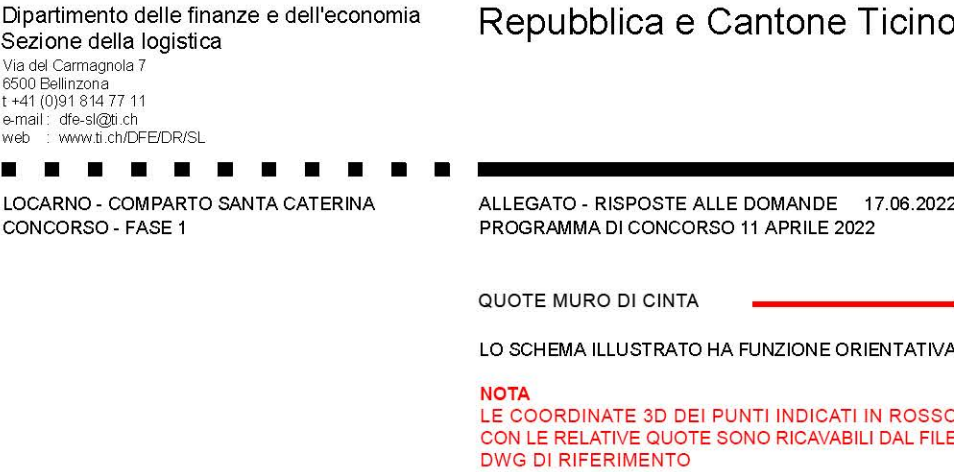 Dipartimento delle finanze e dell'economia
Sezione della logistica
Via del Carmagnola 7
6500 Bellinzona
t +41 (0)91 814 77 11
e-mail : dfe-sl@ti.ch
web : www.ti.ch/DFE/DR/SL
Repubblica e Cantone Ticino
LOCARNO - COMPARTO SANTA CATERINA
CONCORSO - FASE 1
ALLEGATO - RISPOSTE ALLE DOMANDE 17.06.2022
PROGRAMMA DI CONCORSO 11 APRILE 2022
QUOTE MURO DI CINTA
LO SCHEMA ILLUSTRATO HA FUNZIONE ORIENTATIVA
NOTA
LE COORDINATE 3D DEI PUNTI INDICATI IN ROSSO
CON LE RELATIVE QUOTE SONO RICAVABILI DAL FILE
DWG DI RIFERIMENTO